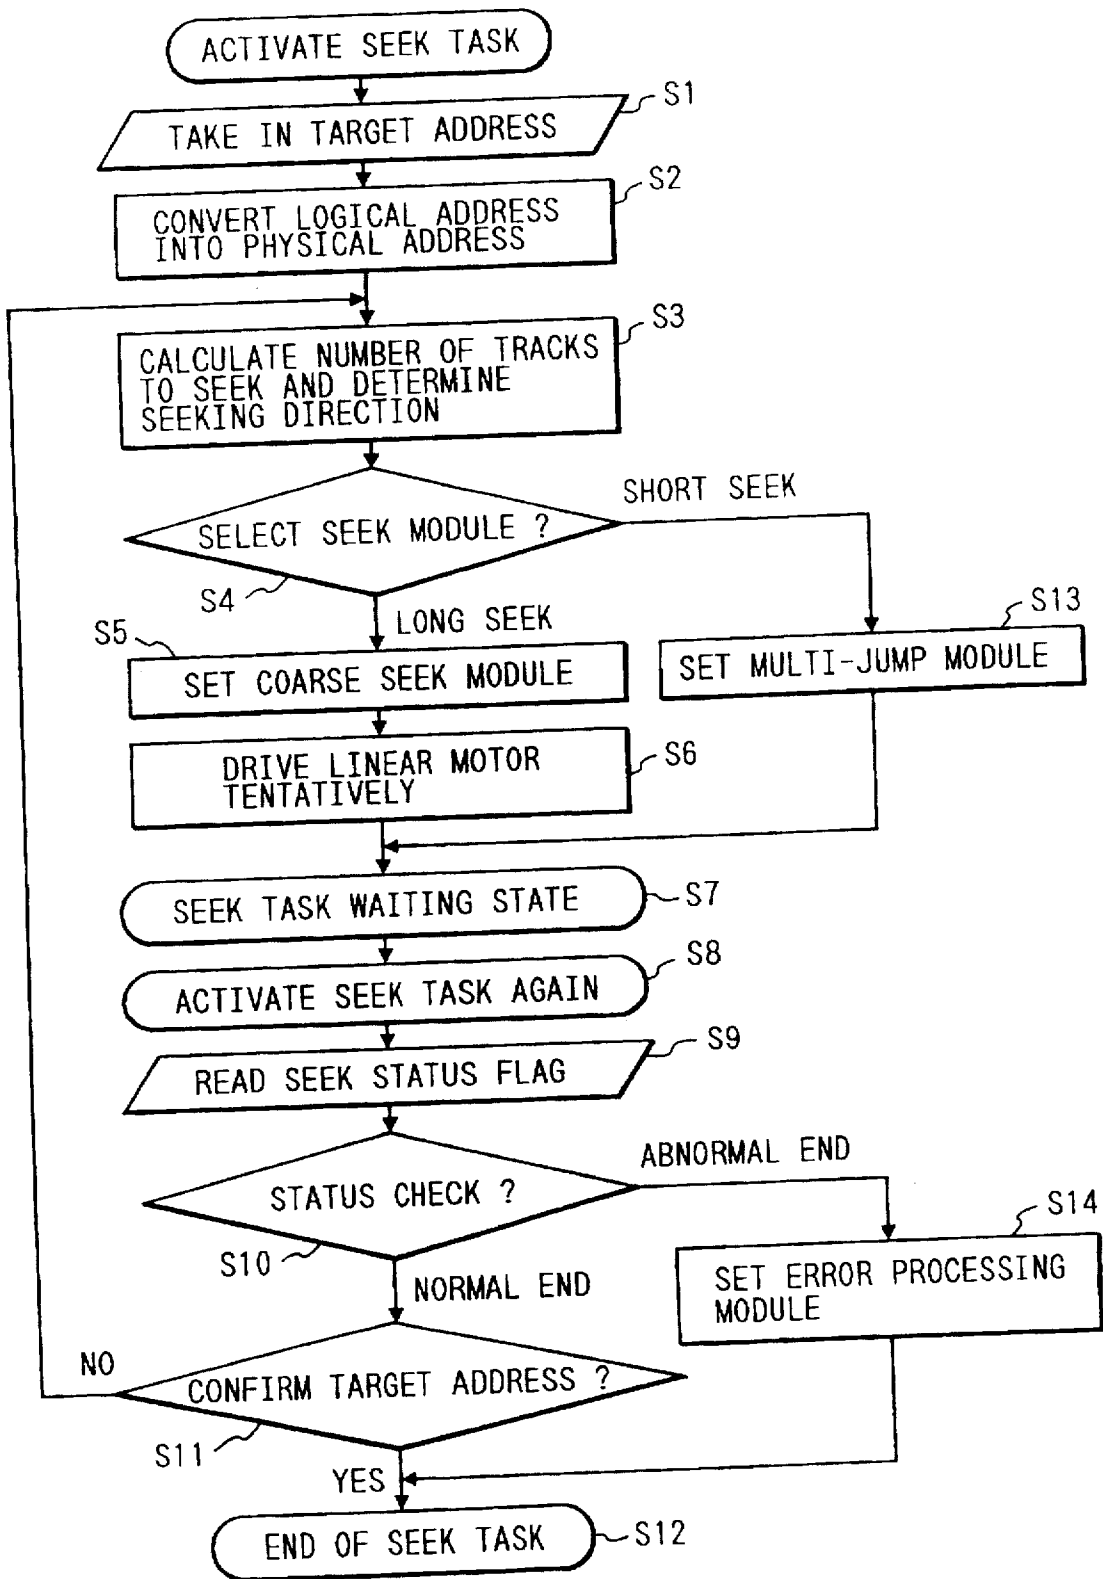 ACTIVATE SEEK TASK
S1
TAKE IN TARGET ADDRESS
S2
CONVERT LOGICAL ADDRESS
INTO PHYSICAL ADDRESS
S3
CALCULATE NUMBER OF TRACKS
TO SEEK AND DETERMINE
SEEKING DIRECTION
SHORT SEEK
SELECT SEEK MODULE ?
S4
LONG SEEK
S5
SET COARSE SEEK MODULE
S13
SET MULTI-JUMP MODULE
S6
DRIVE LINEAR MOTOR
TENTATIVELY
SEEK TASK WAITING STATE
S7
S8
ACTIVATE SEEK TASK AGAIN
S9
READ SEEK STATUS FLAG
ABNORMAL END
STATUS CHECK ?
S10
NORMAL END
S14
SET ERROR PROCESSING
MODULE
NO
CONFIRM TARGET ADDRESS ?
S11
YES
END OF SEEK TASK
S12